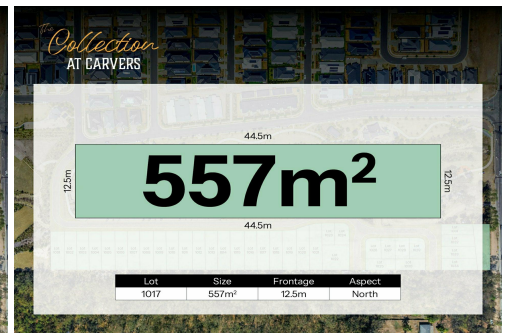 The
Collection
AT CARVERS
44.5m
12.5m
557m²
12.5m
44.5m
Lot Size Frontage Aspect
1017 557m² 12.5m North